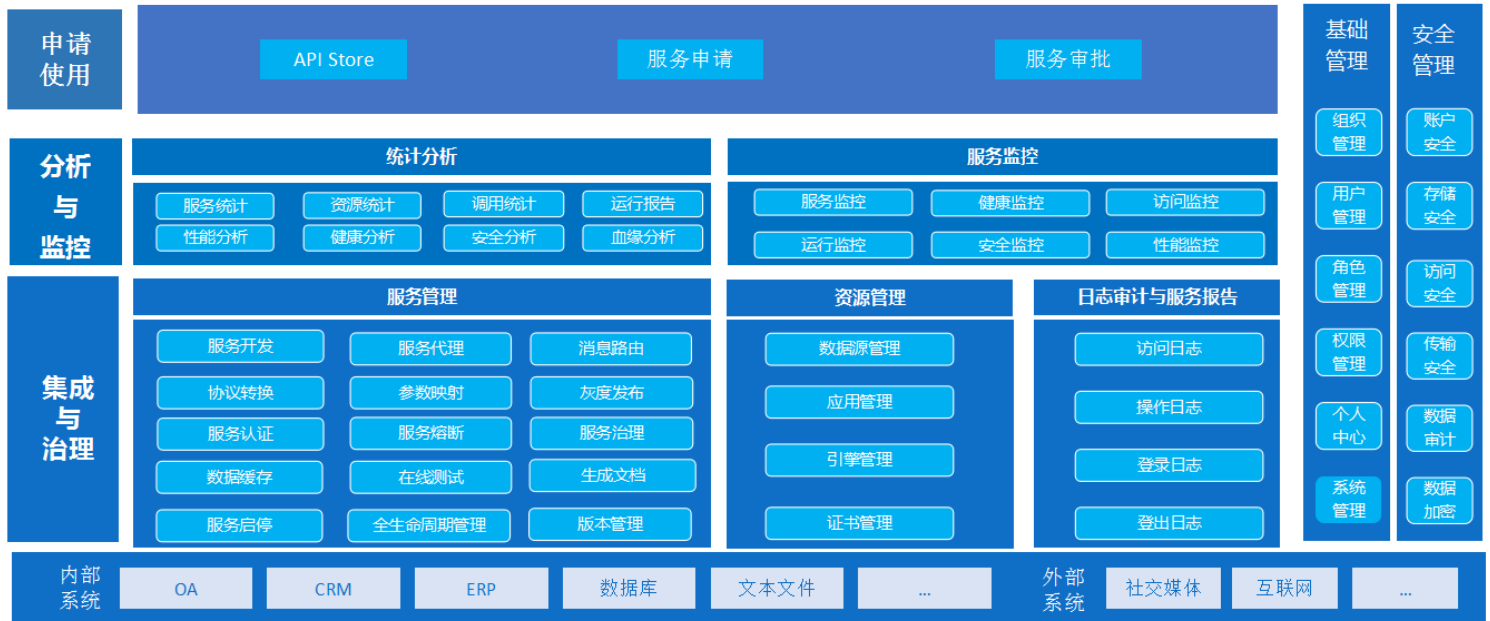 申请
使用
API Store
服务申请
服务审批
分析
与
监控
统计分析
服务统计
资源统计
调用统计
运行报告
性能分析
健康分析
安全分析
血缘分析
服务监控
服务监控
健康监控
访问监控
运行监控
安全监控
性能监控
集成
与
治理
服务管理
服务开发
服务代理
消息路由
协议转换
参数映射
灰度发布
服务认证
服务熔断
服务治理
数据缓存
在线测试
生成文档
服务启停
全生命周期管理
版本管理
资源管理
数据源管理
应用管理
引擎管理
证书管理
日志审计与服务报告
访问日志
操作日志
登录日志
登出日志
基础
管理
组织
管理
用户
管理
角色
管理
权限
管理
个人
中心
系统
管理
安全
管理
账户
安全
存储
安全
访问
安全
传输
安全
数据
审计
数据
加密
内部
系统
OA
CRM
ERP
数据库
文本文件
...
外部
系统
社交媒体
互联网
...